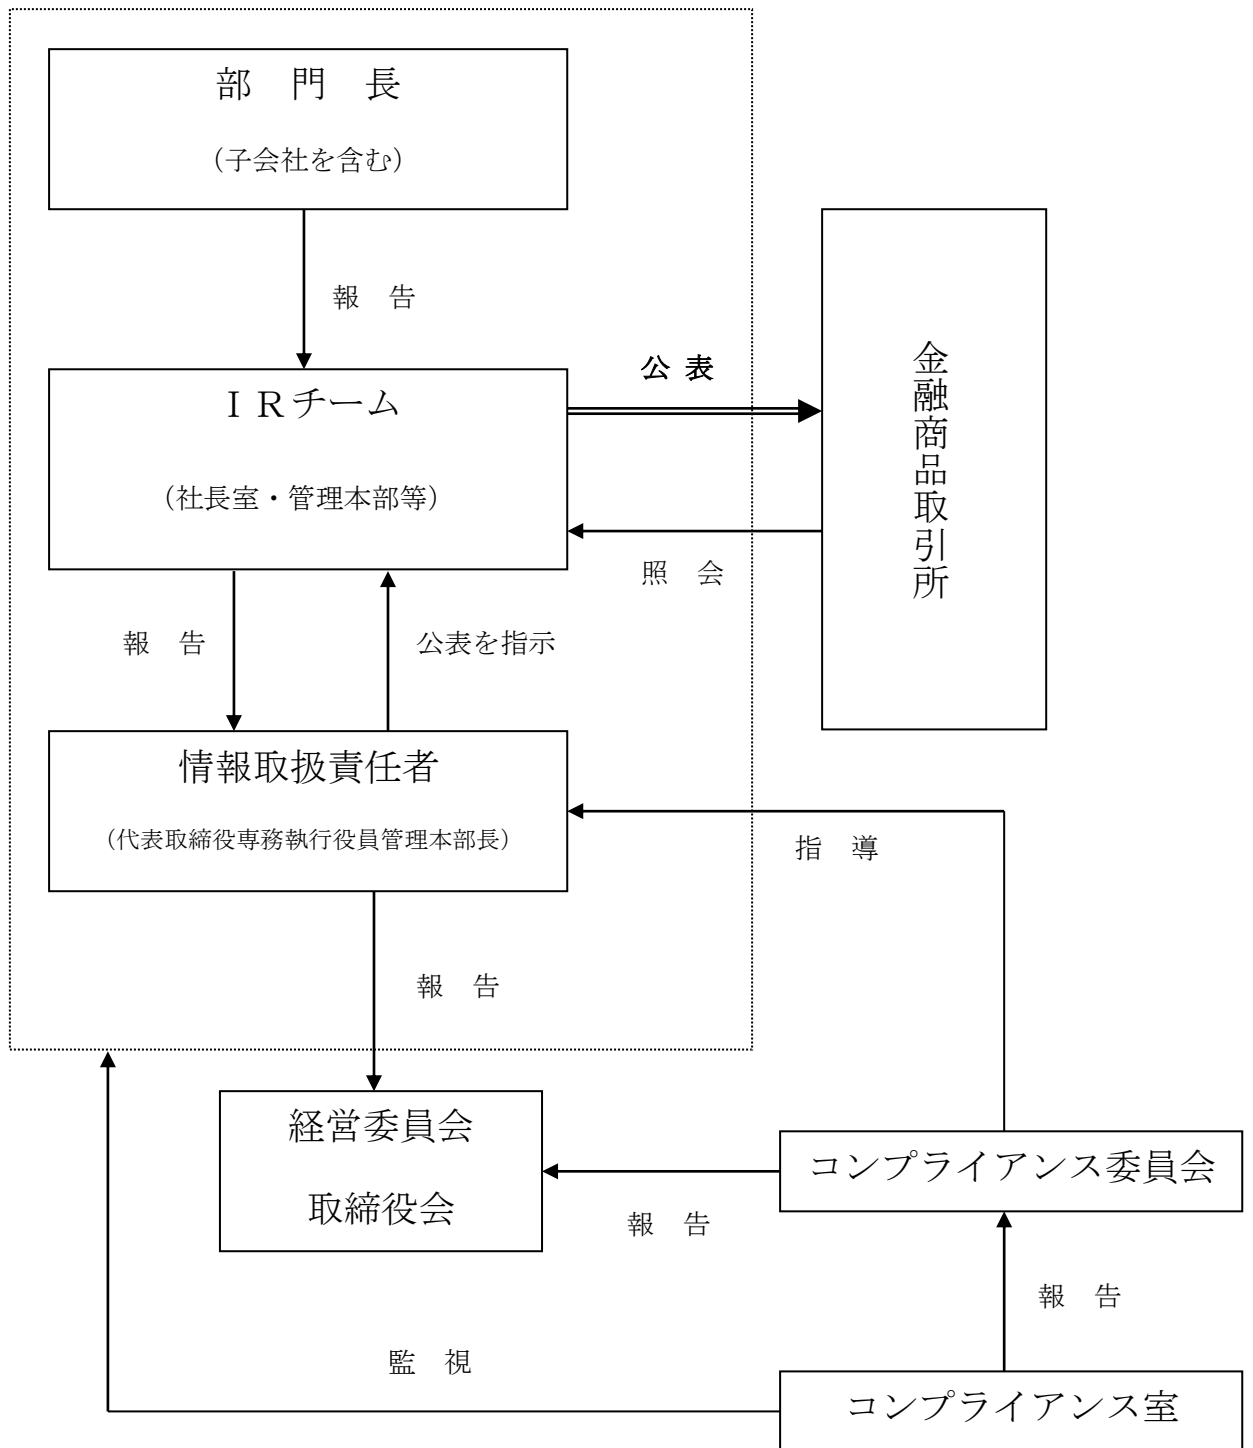 部　門　長
（子会社を含む）
報　告
ＩＲチーム
（社長室・管理本部等）
公 表
照　会
金融商品取引所
報　告
公表を指示
情報取扱責任者
（代表取締役専務執行役員管理本部長）
指　導
報　告
経営委員会
取締役会
コンプライアンス委員会
報　告
報　告
監　視
コンプライアンス室